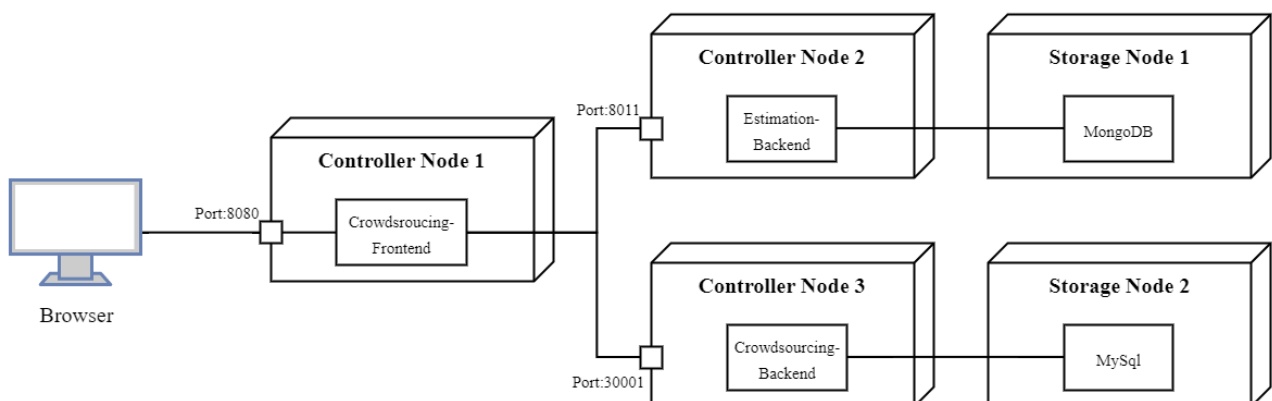 Controller Node 2
Storage Node 1
Port:8011
Estimation-
Backend
MongoDB
Controller Node 1
Port:8080
Crowdsroucing-
Frontend
Browser
Controller Node 3
Storage Node 2
Crowdsourcing-
Backend
MySql
Port:30001